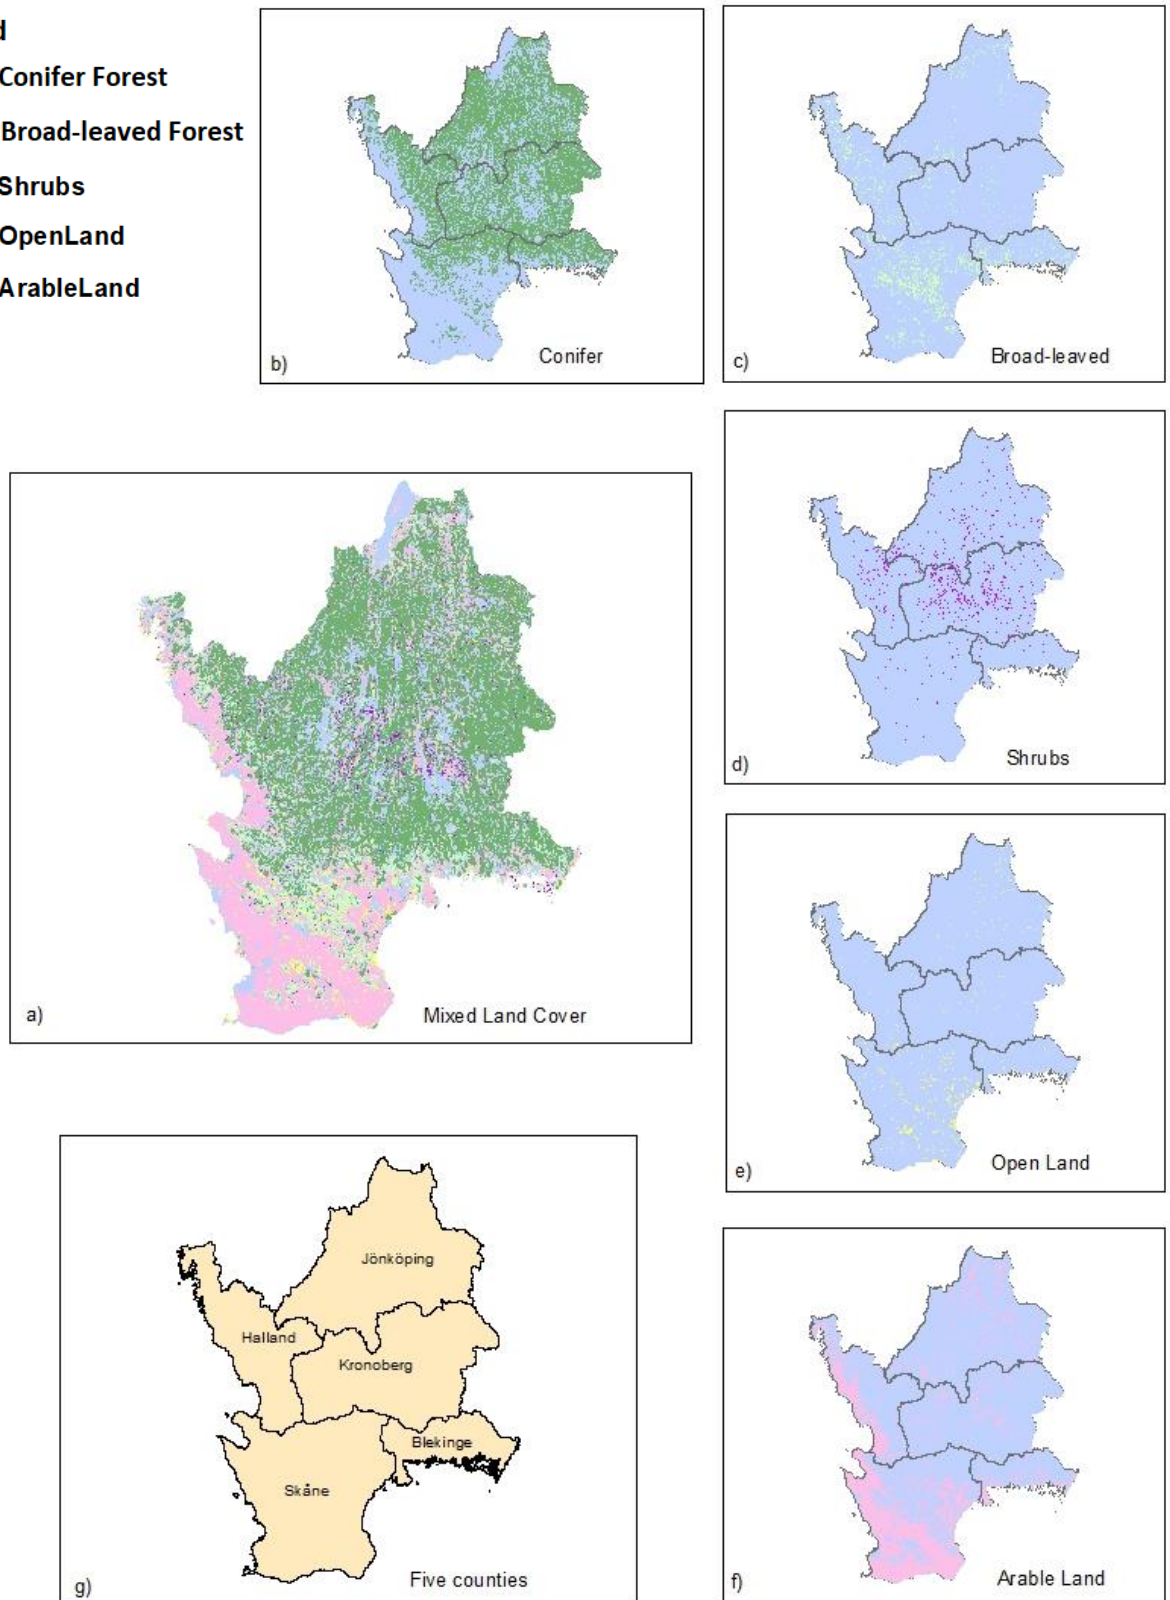 d
Conifer Forest
Broad-leaved Forest
Shrubs
OpenLand
ArableLand
b)
Conifer
c)
Broad-leaved
d)
Shrubs
a)
Mixed Land Cover
e)
Open Land
Jönköping
Halland
Kronoberg
Blekinge
Skåne
g)
Five counties
f)
Arable Land